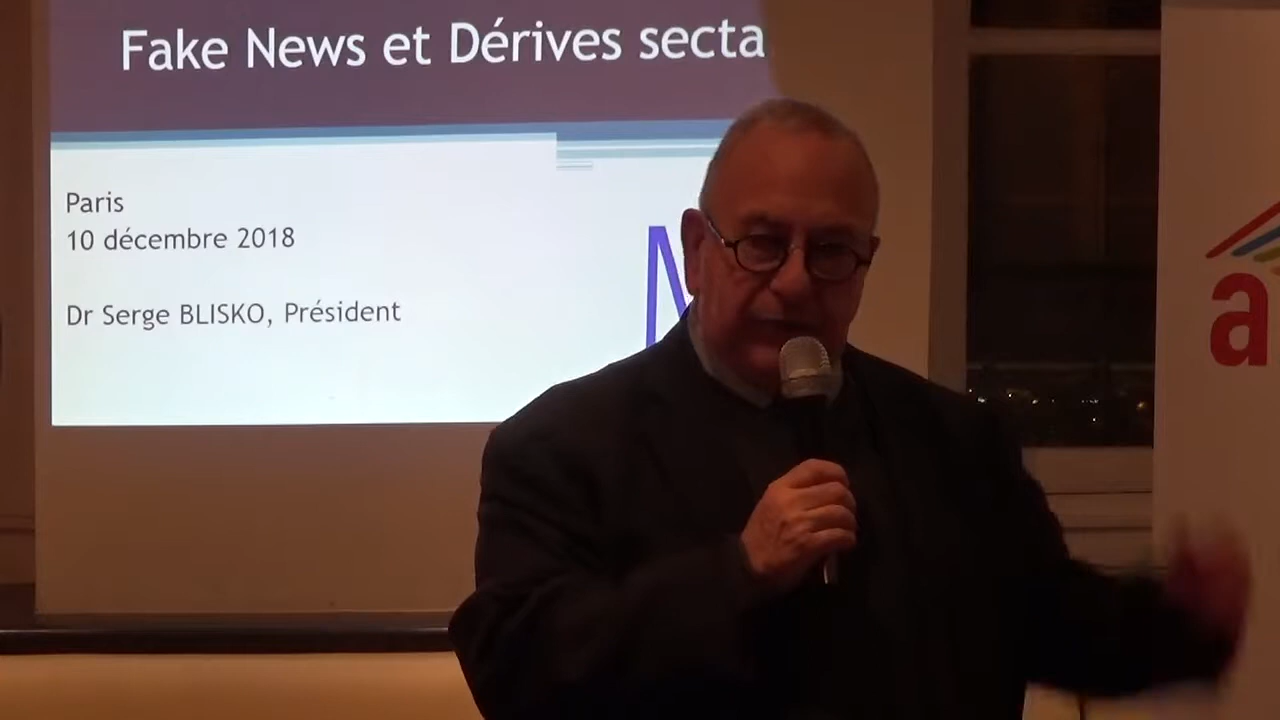 Fake News et Dérives secta
Paris
10 décembre 2018
Dr Serge BLISKO, Président
M
a